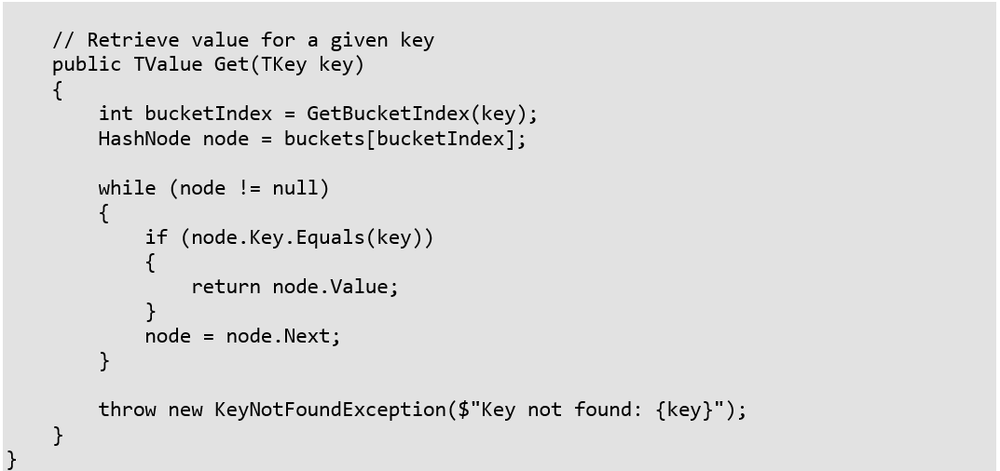 // Retrieve value for a given key
    public TValue Get(TKey key)
    {
        int bucketIndex = GetBucketIndex(key);
        HashNode node = buckets[bucketIndex];

        while (node != null)
        {
            if (node.Key.Equals(key))
            {
                return node.Value;
            }
            node = node.Next;
        }

        throw new KeyNotFoundException($"Key not found: {key}");
    }
}